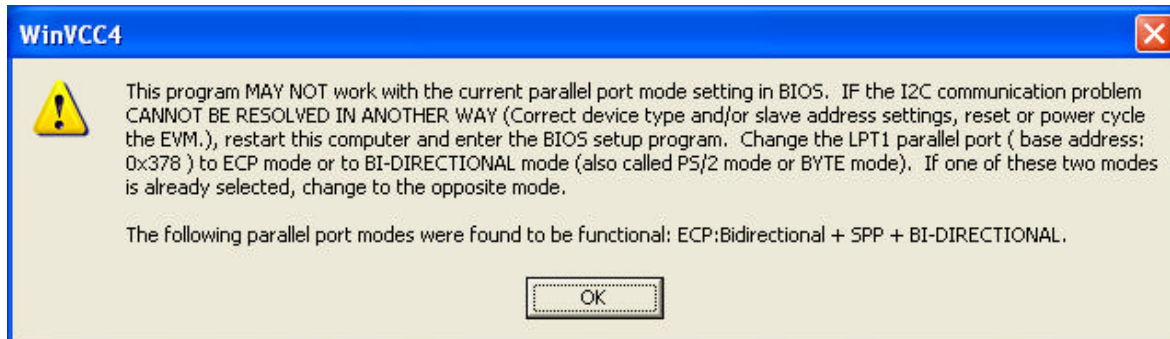 WinVCC4
This program MAY NOT work with the current parallel port mode setting in BIOS.  IF the I2C communication problem
CANNOT BE RESOLVED IN ANOTHER WAY (Correct device type and/or slave address settings, reset or power cycle
the EVM.), restart this computer and enter the BIOS setup program.  Change the LPT1 parallel port ( base address:
0x378 ) to ECP mode or to BI-DIRECTIONAL mode (also called PS/2 mode or BYTE mode).  If one of these two modes
is already selected, change to the opposite mode.
The following parallel port modes were found to be functional: ECP:Bidirectional + SPP + BI-DIRECTIONAL.
OK